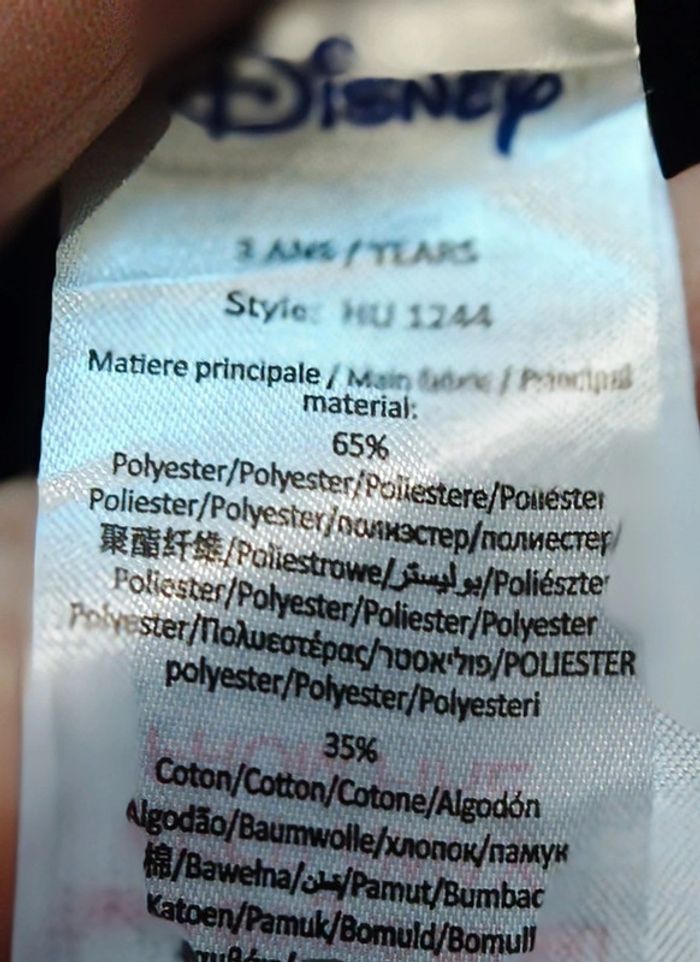 Disney
3 ANS / YEARS
Style: HU 1244
Matiere principale / Main fabric / Principal
material:
65%
Polyester/Polyester/Poliestere/Poliéster
Poliester/Polyester/полиэстер/полиестер/
聚酯纤维/Poliestrowe/بوليستر/Poliészter
Poliester/Polyester/Poliester/Polyester
Polyester/Πολυεστέρας/פוליאסטר/POLIESTER
polyester/Polyester/Polyesteri
35%
Coton/Cotton/Cotone/Algodón
Algodão/Baumwolle/хлопок/памук
棉/Bawełna/قطن/Pamut/Bumbac
Katoen/Pamuk/Bomuld/Bomull